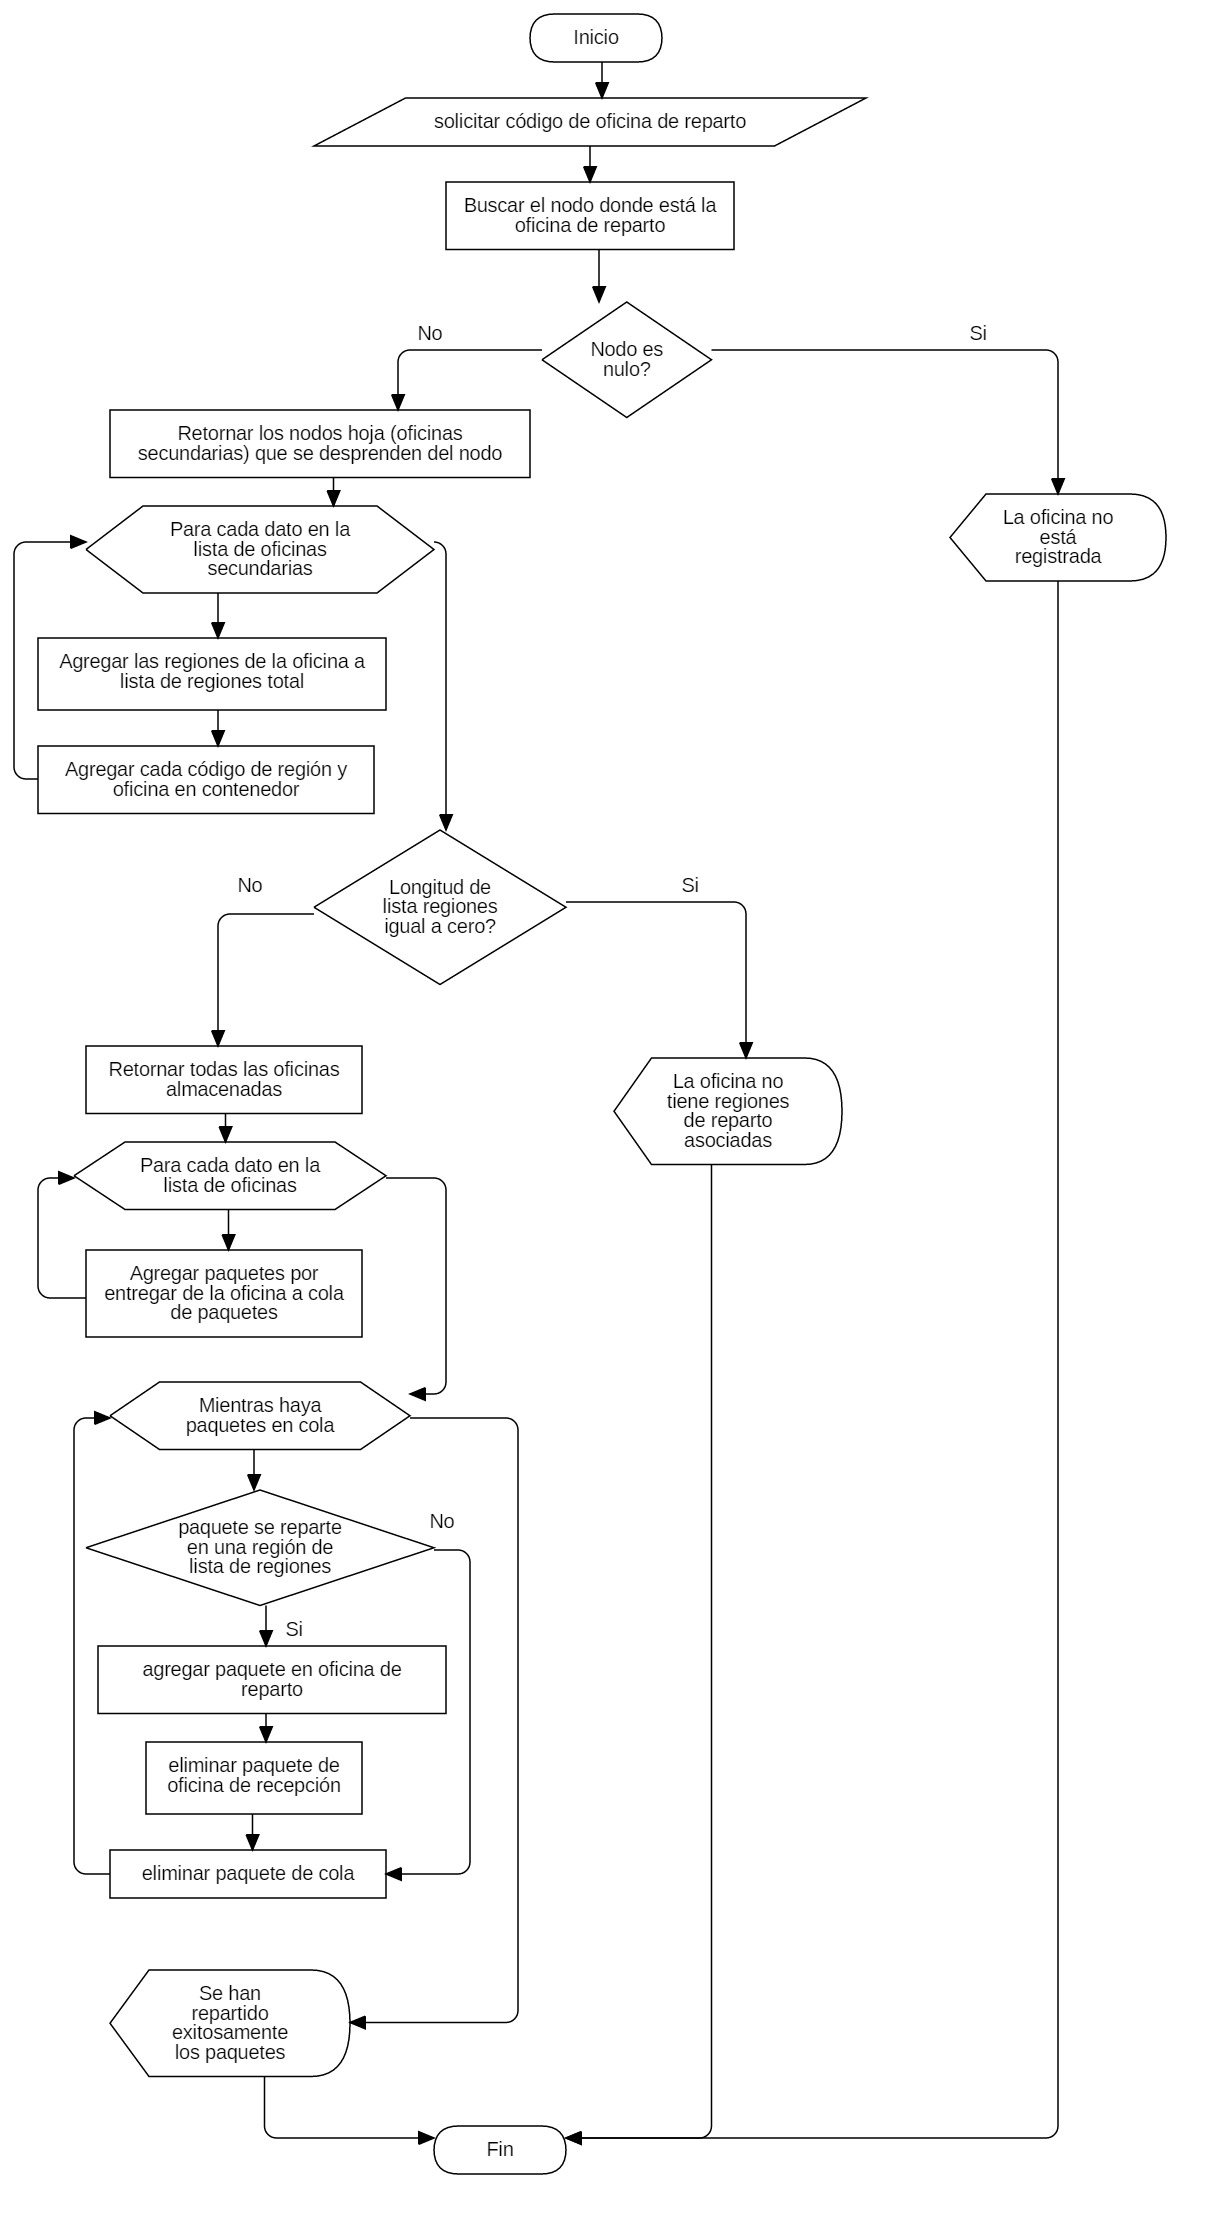 Inicio
solicitar código de oficina de reparto
Buscar el nodo donde está la
oficina de reparto
No
Nodo es
nulo?
Si
Retornar los nodos hoja (oficinas
secundarias) que se desprenden del nodo
La oficina no
está
registrada
Para cada dato en la
lista de oficinas
secundarias
Agregar las regiones de la oficina a
lista de regiones total
Agregar cada código de región y
oficina en contenedor
No
Longitud de
lista regiones
igual a cero?
Si
Retornar todas las oficinas
almacenadas
La oficina no
tiene regiones
de reparto
asociadas
Para cada dato en la
lista de oficinas
Agregar paquetes por
entregar de la oficina a cola
de paquetes
Mientras haya
paquetes en cola
paquete se reparte
en una región de
lista de regiones
No
Si
agregar paquete en oficina de
reparto
eliminar paquete de
oficina de recepción
eliminar paquete de cola
Se han
repartido
exitosamente
los paquetes
Fin